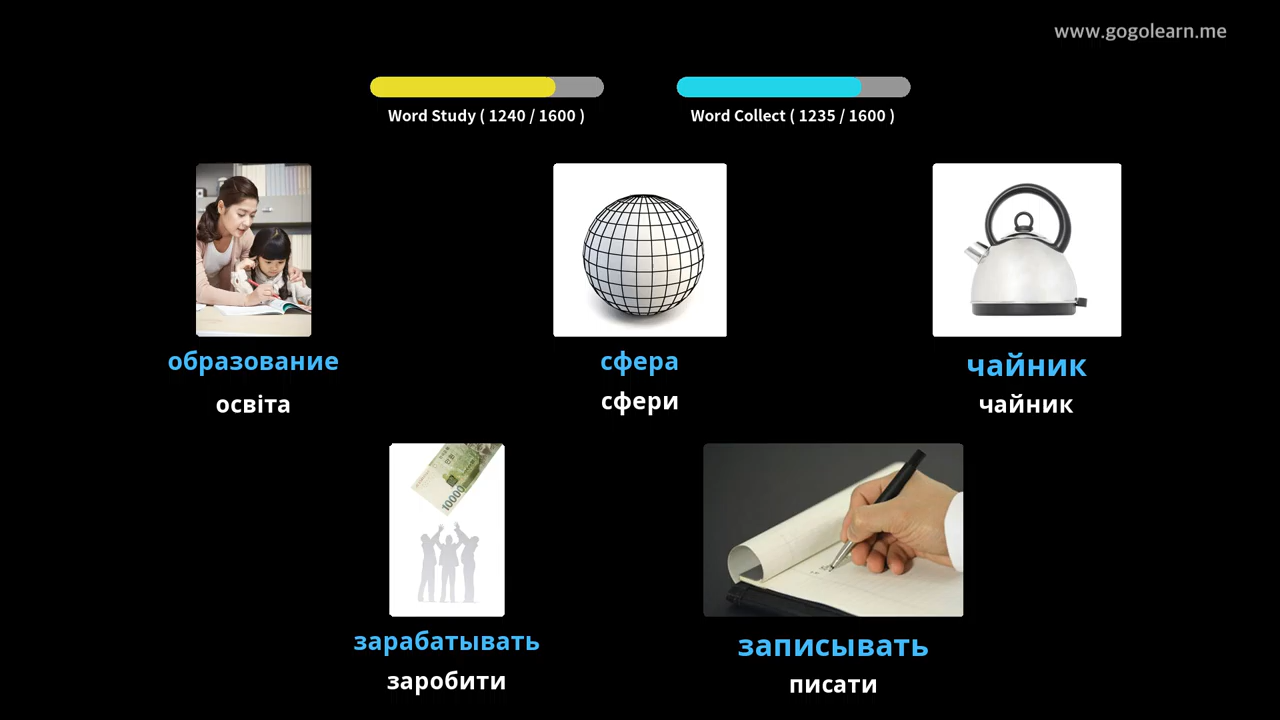 www.gogolearn.me
Word Study ( 1240 / 1600 )
Word Collect ( 1235 / 1600 )
образование
освіта
сфера
сфери
чайник
чайник
10000
зарабатывать
заробити
записывать
писати